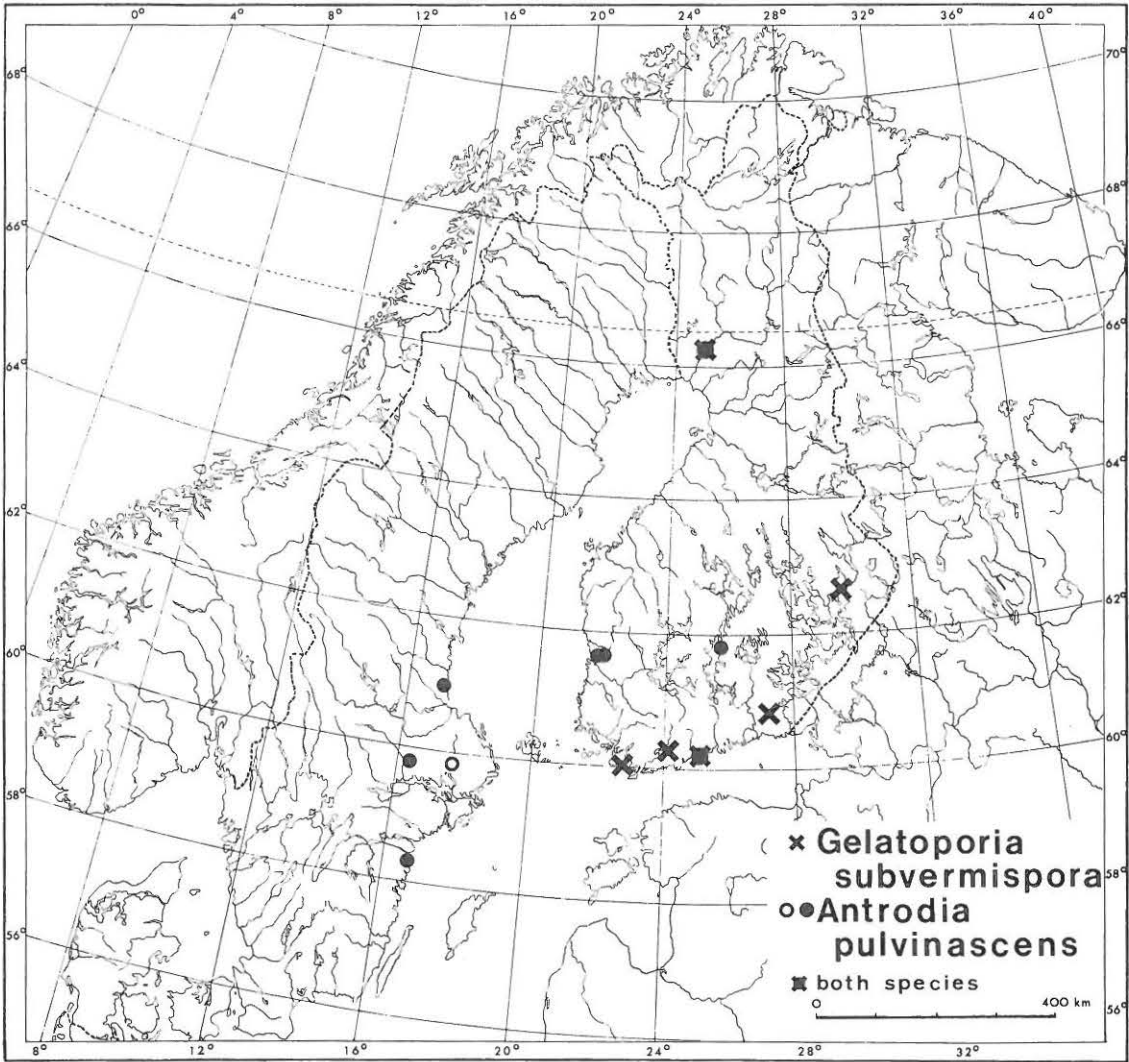 0° 4° 8° 12° 20° 24° 28° 32° 36° 40°
68° 70°
66° 68°
64° 66°
62° 64°
60° 62°
58° 60°
56° 58°
56°
Gelatoporia
subvermispora
Antrodia
pulvinascens
both species
0 400 km
8° 12° 16° 20° 24° 28° 32°